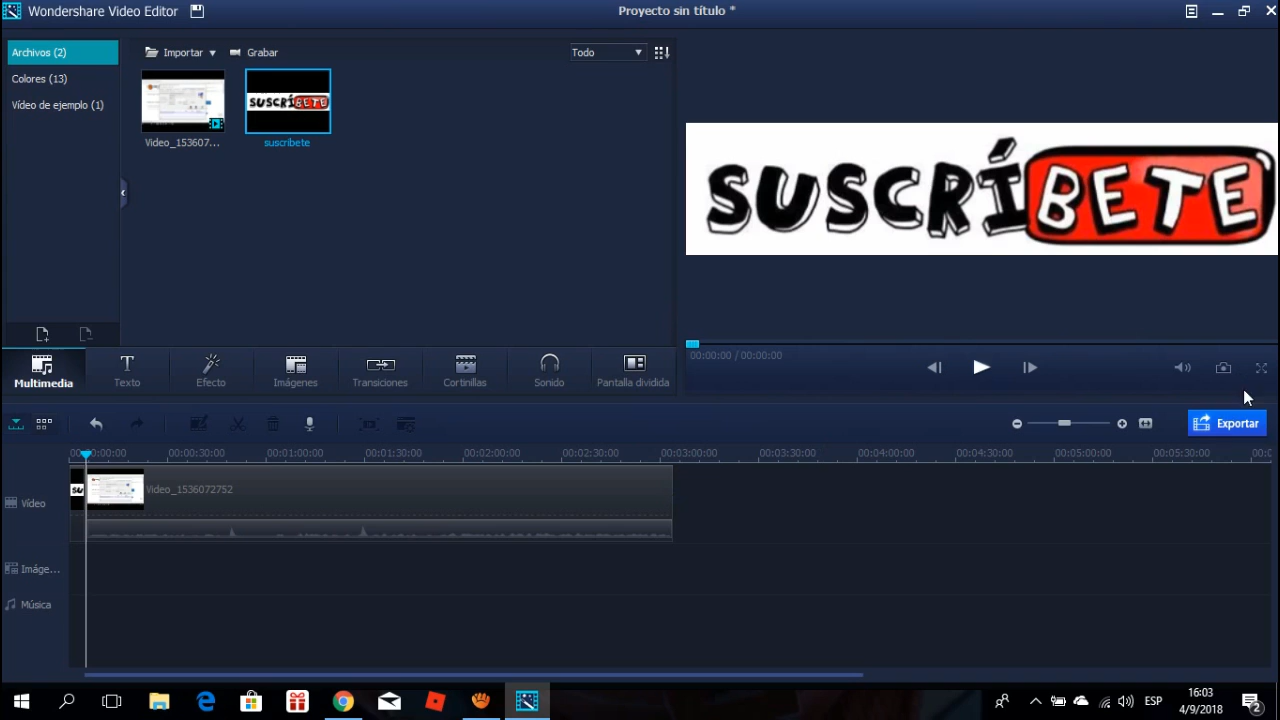 Wondershare Video Editor
Proyecto sin título *
Archivos (2)
Colores (13)
Vídeo de ejemplo (1)
Importar
Grabar
Todo
SUSCRÍBETE
Video_153607...
suscribete
SUSCRÍBETE
00:00:00 / 00:00:00
Multimedia
Texto
Efecto
Imágenes
Transiciones
Cortinillas
Sonido
Pantalla dividida
Exportar
00:00:00:00
00:00:30:00
00:01:00:00
00:01:30:00
00:02:00:00
00:02:30:00
00:03:00:00
00:03:30:00
00:04:00:00
00:04:30:00
00:05:00:00
00:05:30:00
SU
Video_1536072752
Vídeo
Imáge...
Música
ESP
16:03
4/9/2018
2